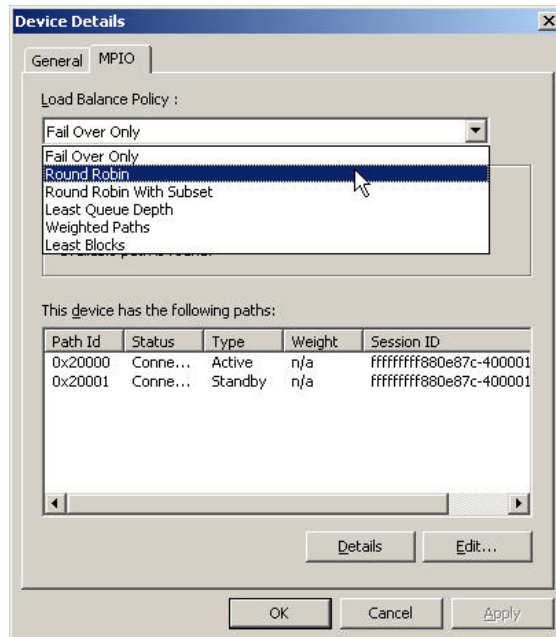 Device Details
General MPIO
Load Balance Policy :
Fail Over Only
Fail Over Only
Round Robin
Round Robin With Subset
Least Queue Depth
Weighted Paths
Least Blocks
This device has the following paths:
Path Id Status Type Weight Session ID
0x20000 Conne... Active n/a ffffffff880e87c-400001
0x20001 Conne... Standby n/a ffffffff880e87c-400001
Details Edit...
OK Cancel Apply